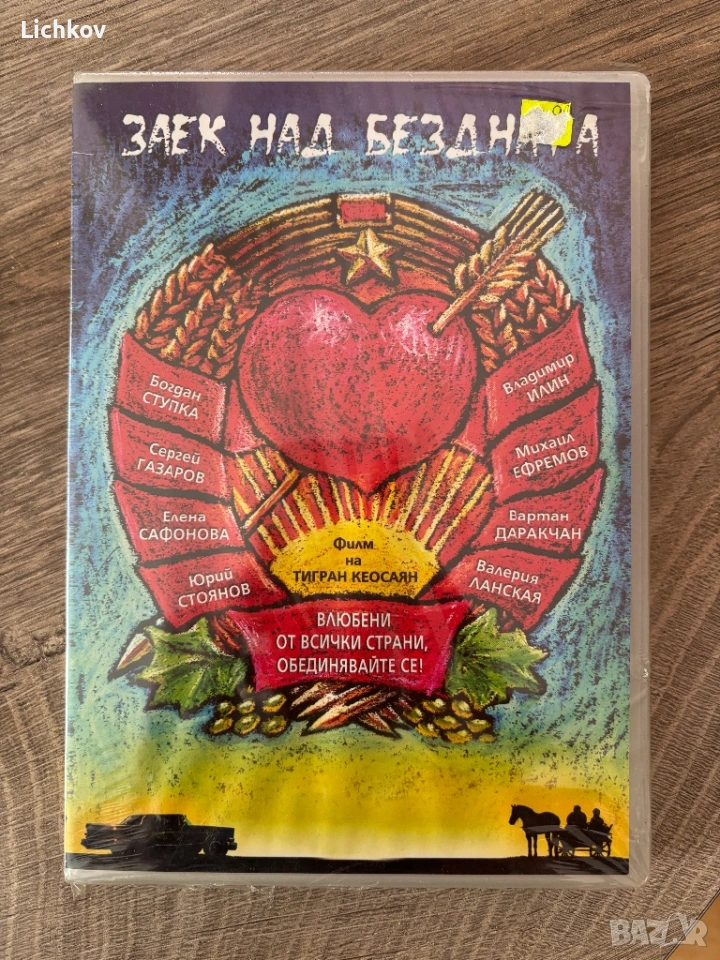 Lichkov
ЗАЕК НАД БЕЗДНАТА
Богдан
СТУПКА
Владимир
ИЛИН
Сергей
ГАЗАРОВ
Михаил
ЕФРЕМОВ
Елена
САФОНОВА
Вартан
ДАРАКЧАН
Юрий
СТОЯНОВ
Валерия
ЛАНСКАЯ
Филм
на
ТИГРАН КЕОСАЯН
ВЛЮБЕНИ
ОТ ВСИЧКИ СТРАНИ,
ОБЕДИНЯВАЙТЕ СЕ!
BAZAR